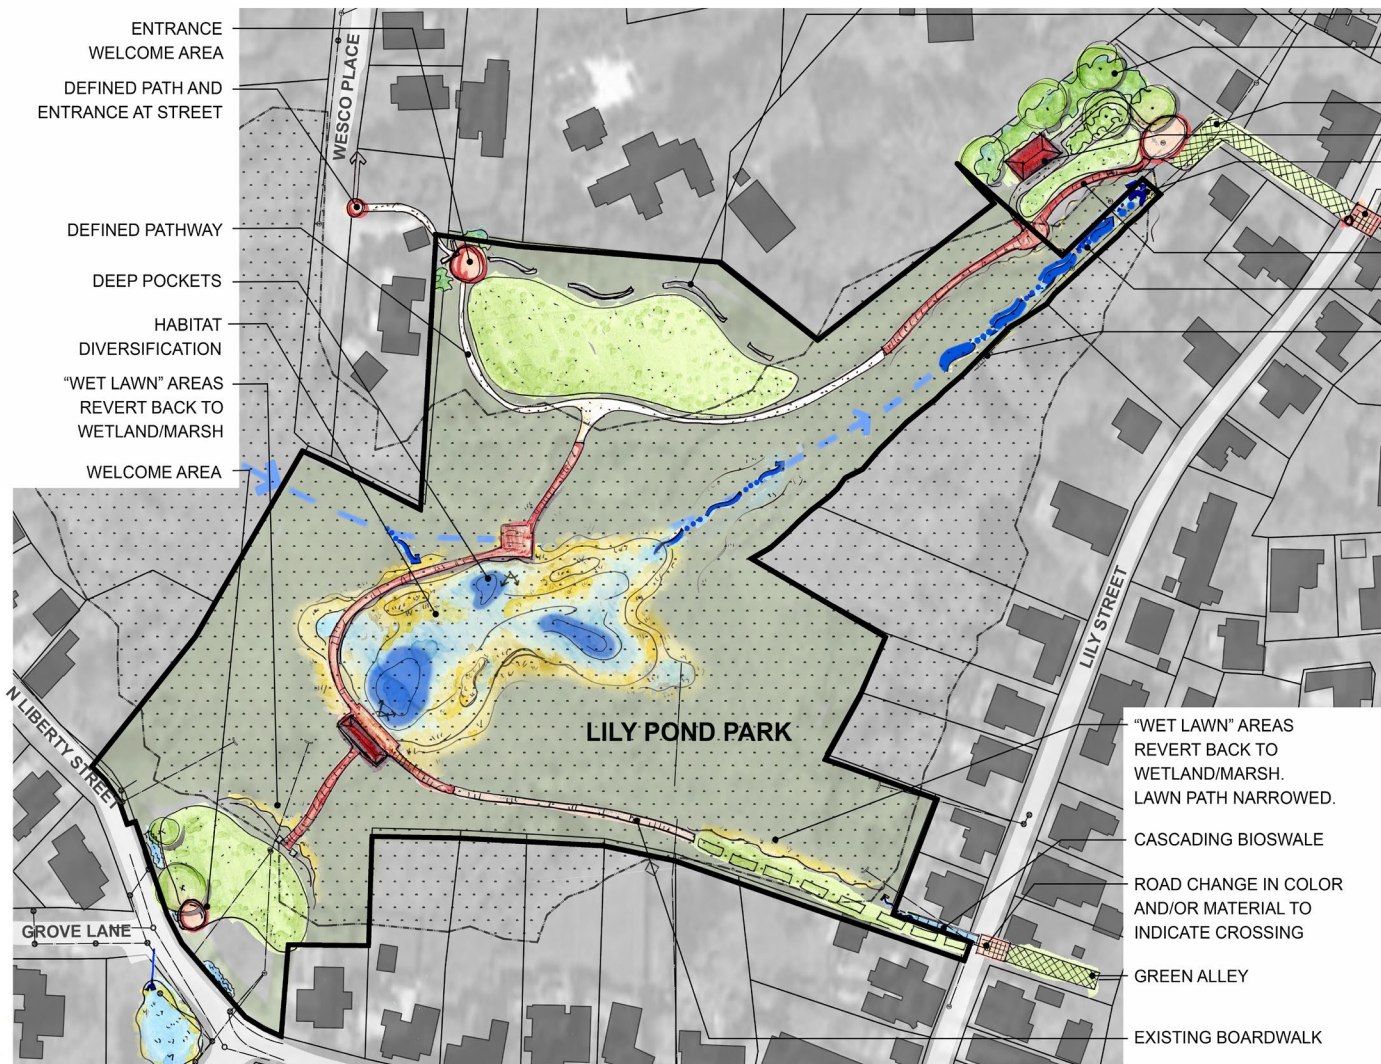 ENTRANCE
WELCOME AREA
DEFINED PATH AND
ENTRANCE AT STREET
DEFINED PATHWAY
DEEP POCKETS
HABITAT
DIVERSIFICATION
“WET LAWN” AREAS
REVERT BACK TO
WETLAND/MARSH
WELCOME AREA
WESCO PLACE
LILY STREET
LILY POND PARK
N LIBERTY STREET
GROVE LANE
“WET LAWN” AREAS
REVERT BACK TO
WETLAND/MARSH.
LAWN PATH NARROWED.
CASCADING BIOSWALE
ROAD CHANGE IN COLOR
AND/OR MATERIAL TO
INDICATE CROSSING
GREEN ALLEY
EXISTING BOARDWALK